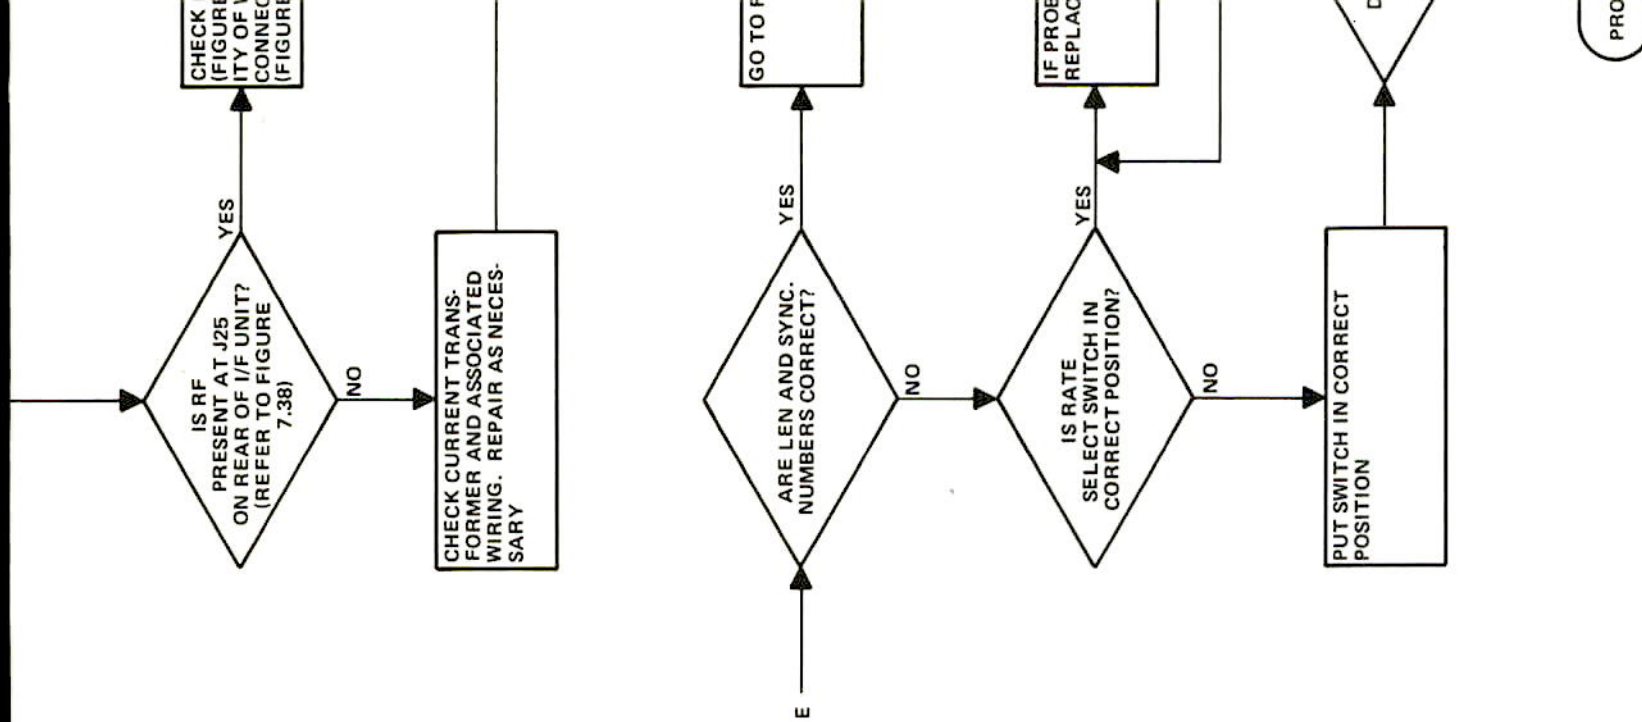 CHECK
(FIGURE
ITY OF
CONNEC
(FIGURE
YES
IS RF
PRESENT AT J25
ON REAR OF I/F UNIT?
(REFER TO FIGURE
7.38)
NO
CHECK CURRENT TRANS-
FORMER AND ASSOCIATED
WIRING. REPAIR AS NECES-
SARY
GO TO
YES
ARE LEN AND SYNC.
NUMBERS CORRECT?
NO
E
IF PROB
REPLAC
YES
IS RATE
SELECT SWITCH IN
CORRECT POSITION?
NO
PUT SWITCH IN CORRECT
POSITION
D
PRO